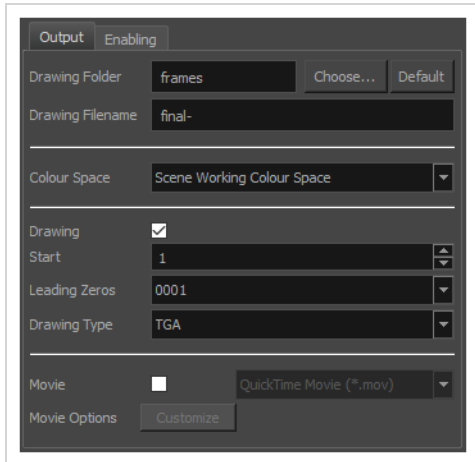 Output Enabling
Drawing Folder frames Choose... Default
Drawing Filename final-
Colour Space Scene Working Colour Space
Drawing
Start 1
Leading Zeros 0001
Drawing Type TGA
Movie QuickTime Movie (*.mov)
Movie Options Customize